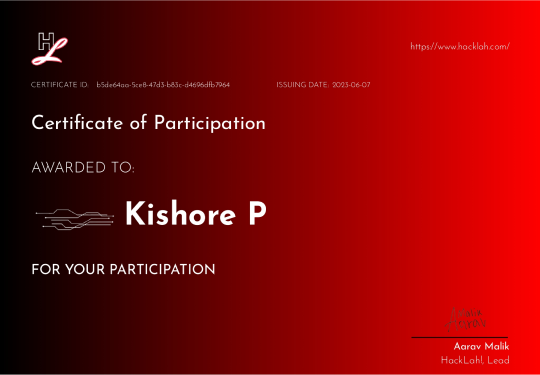 HL
https://www.hacklah.com/
CERTIFICATE ID: b5de64aa-5ce8-47d3-b83c-d4696dfb7964 ISSUING DATE: 2023-06-07
Certificate of Participation
AWARDED TO:
Kishore P
FOR YOUR PARTICIPATION
Aarav Malik
HackLah!, Lead